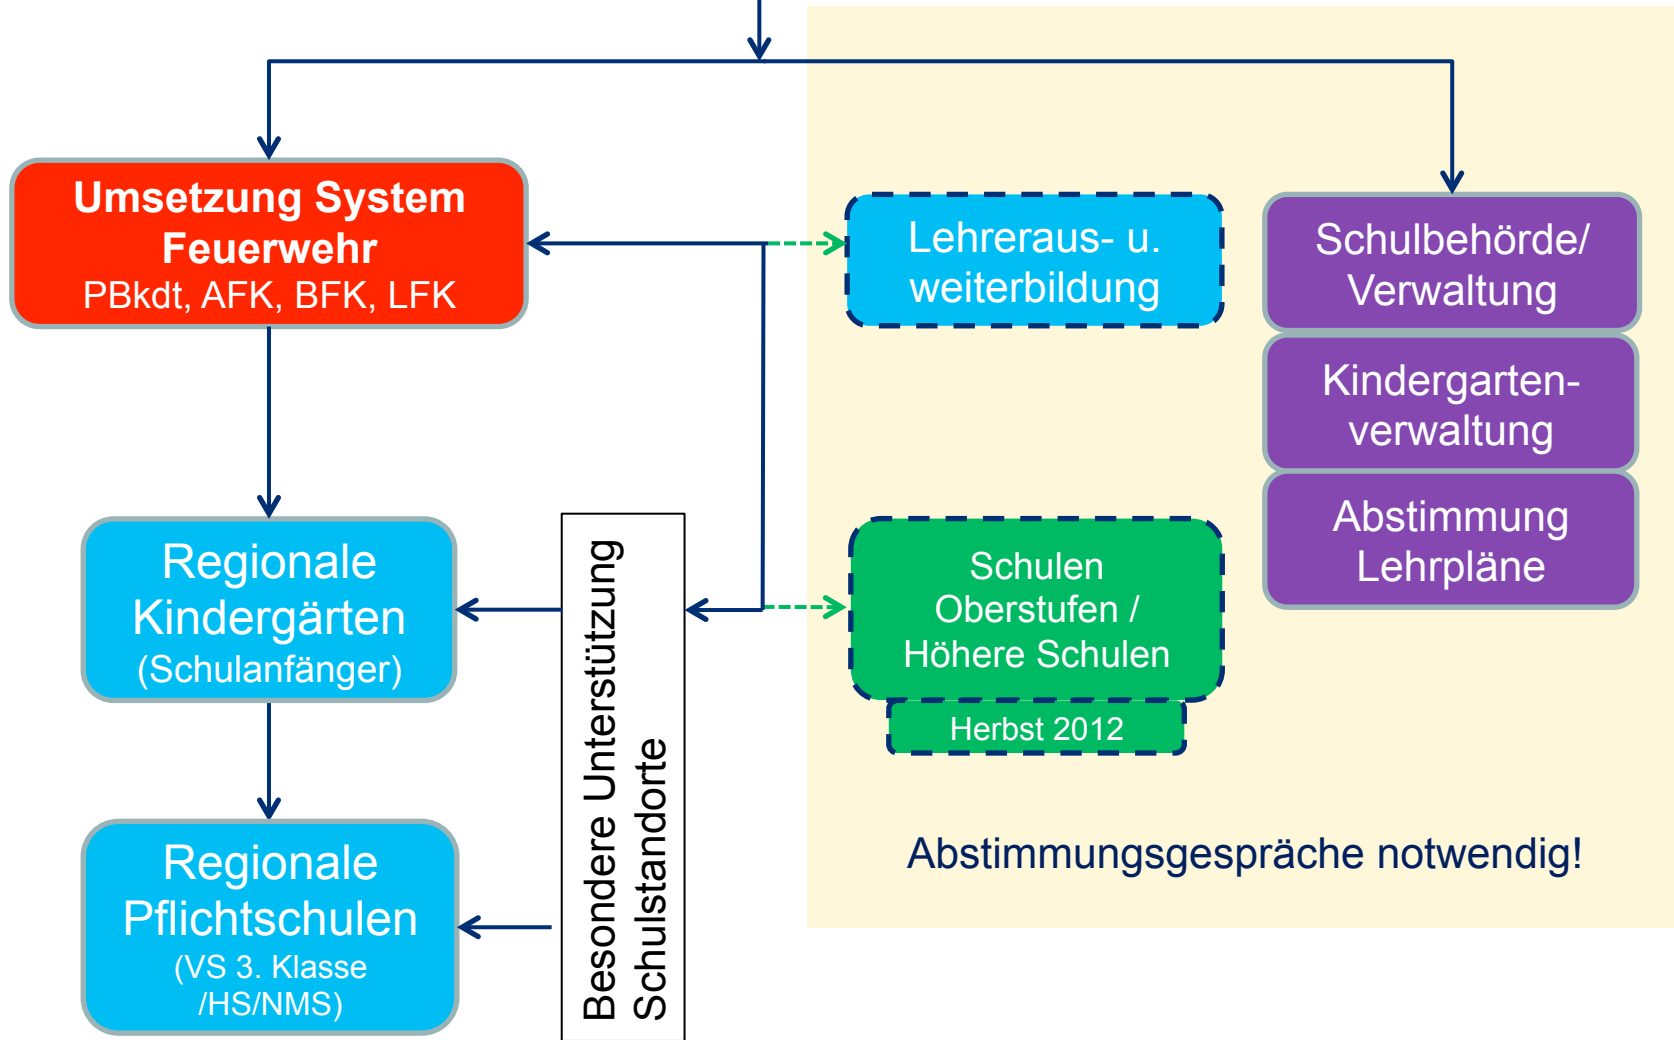 Umsetzung System
Feuerwehr
PBkdt, AFK, BFK, LFK
Lehreraus- u.
weiterbildung
Schulbehörde/
Verwaltung
Kindergarten-
verwaltung
Abstimmung
Lehrpläne
Regionale
Kindergärten
(Schulanfänger)
Besondere Unterstützung
Schulstandorte
Schulen
Oberstufen /
Höhere Schulen
Herbst 2012
Regionale
Pflichtschulen
(VS 3. Klasse
/HS/NMS)
Abstimmungsgespräche notwendig!